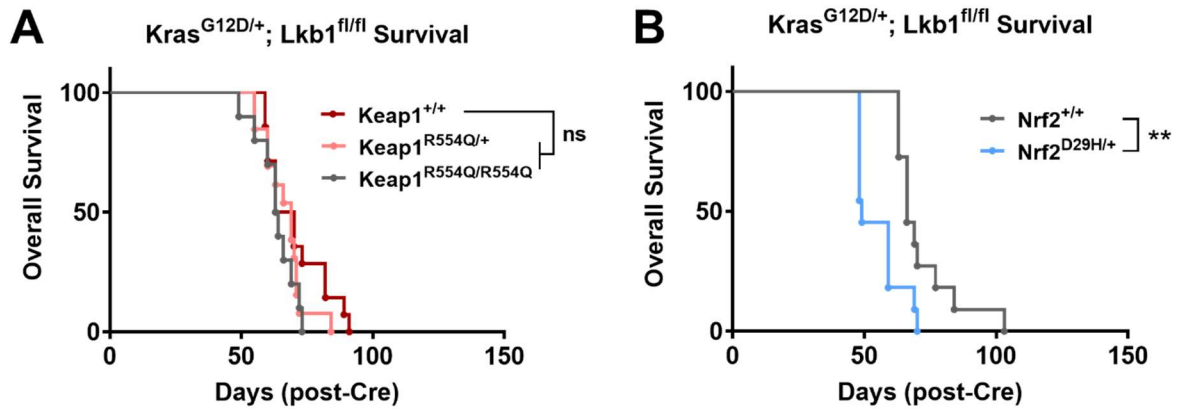 A
Kras^G12D/+; Lkb1^fl/fl Survival
Overall Survival
100
50
0
0 50 100 150
Days (post-Cre)
Keap1^+/+
Keap1^R554Q/+
Keap1^R554Q/R554Q
ns
B
Kras^G12D/+; Lkb1^fl/fl Survival
Overall Survival
100
50
0
0 50 100 150
Days (post-Cre)
Nrf2^+/+
Nrf2^D29H/+
**